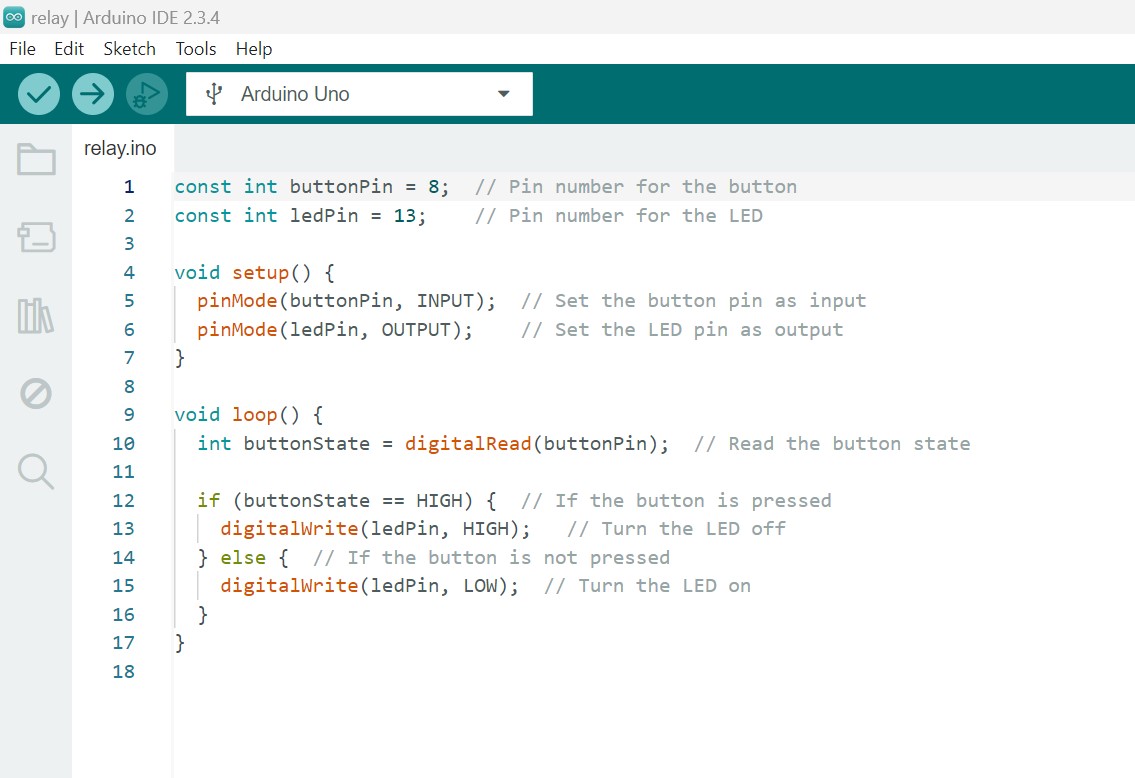 relay | Arduino IDE 2.3.4
File Edit Sketch Tools Help
Arduino Uno
relay.ino
1 const int buttonPin = 8;  // Pin number for the button
2 const int ledPin = 13;    // Pin number for the LED
3
4 void setup() {
5   pinMode(buttonPin, INPUT);  // Set the button pin as input
6   pinMode(ledPin, OUTPUT);    // Set the LED pin as output
7 }
8
9 void loop() {
10   int buttonState = digitalRead(buttonPin);  // Read the button state
11
12   if (buttonState == HIGH) {  // If the button is pressed
13     digitalWrite(ledPin, HIGH);   // Turn the LED off
14   } else {  // If the button is not pressed
15     digitalWrite(ledPin, LOW);  // Turn the LED on
16   }
17 }
18